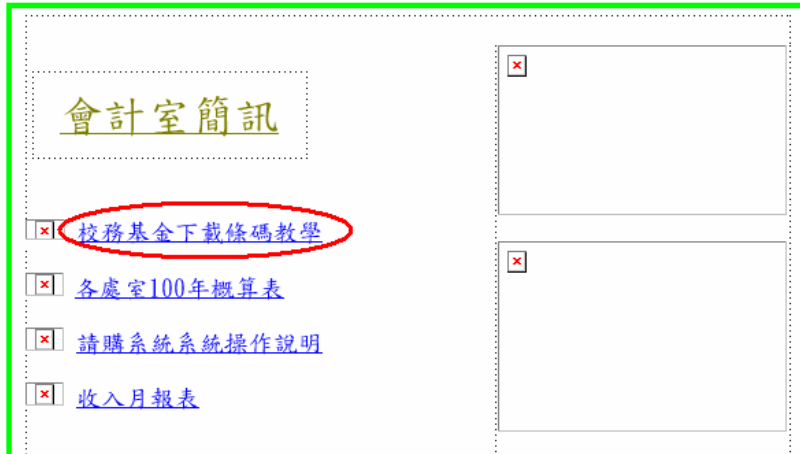 會計室簡訊
校務基金下載條碼教學
各處室100年概算表
請購系統系統操作說明
收入月報表